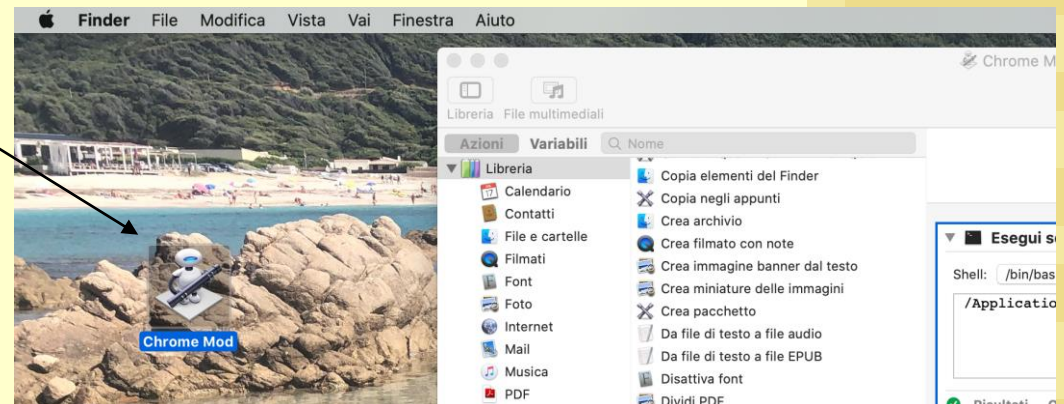 Finder File Modifica Vista Vai Finestra Aiuto
Chrome M
Libreria File multimediali
Azioni Variabili Nome
Libreria
Calendario
Contatti
File e cartelle
Filmati
Font
Foto
Internet
Mail
Musica
PDF
Copia elementi del Finder
Copia negli appunti
Crea archivio
Crea filmato con note
Crea immagine banner dal testo
Crea miniature delle immagini
Crea pacchetto
Da file di testo a file audio
Da file di testo a file EPUB
Disattiva font
Dividi PDF
Esegui s
Shell: /bin/bas
/Applicatio
Risultati
Chrome Mod